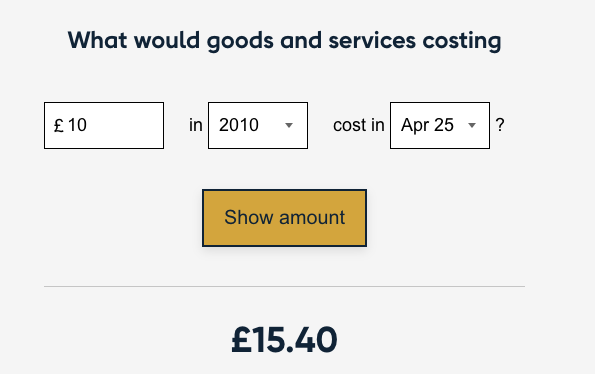 What would goods and services costing
£ 10 in 2010 cost in Apr 25 ?
Show amount
£15.40